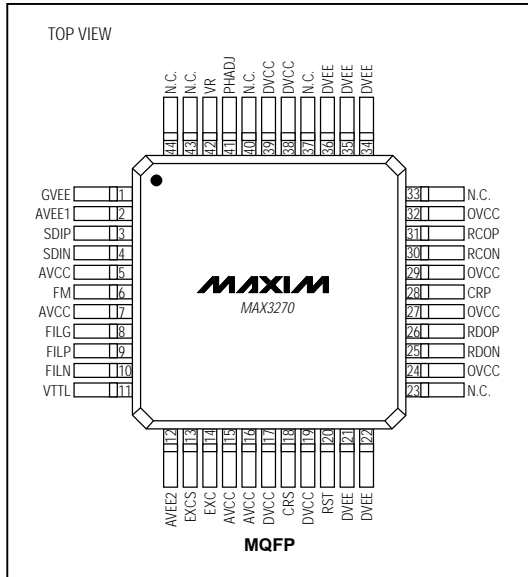 TOP VIEW
N.C.
N.C.
VR
PHADJ
N.C.
DVCC
DVCC
N.C.
DVEE
DVEE
DVEE
44
43
42
41
40
39
38
37
36
35
34
GVEE 1
AVEE1 2
SDIP 3
SDIN 4
AVCC 5
FM 6
AVCC 7
FILG 8
FILP 9
FILN 10
VTTL 11
MAXIM
MAX3270
33 N.C.
32 OVCC
31 RCOP
30 RCON
29 OVCC
28 CRP
27 OVCC
26 RDOP
25 RDON
24 OVCC
23 N.C.
12
13
14
15
16
17
18
19
20
21
22
AVEE2
EXCS
EXC
AVCC
AVCC
DVCC
CRS
DVCC
RST
DVEE
DVEE
MQFP